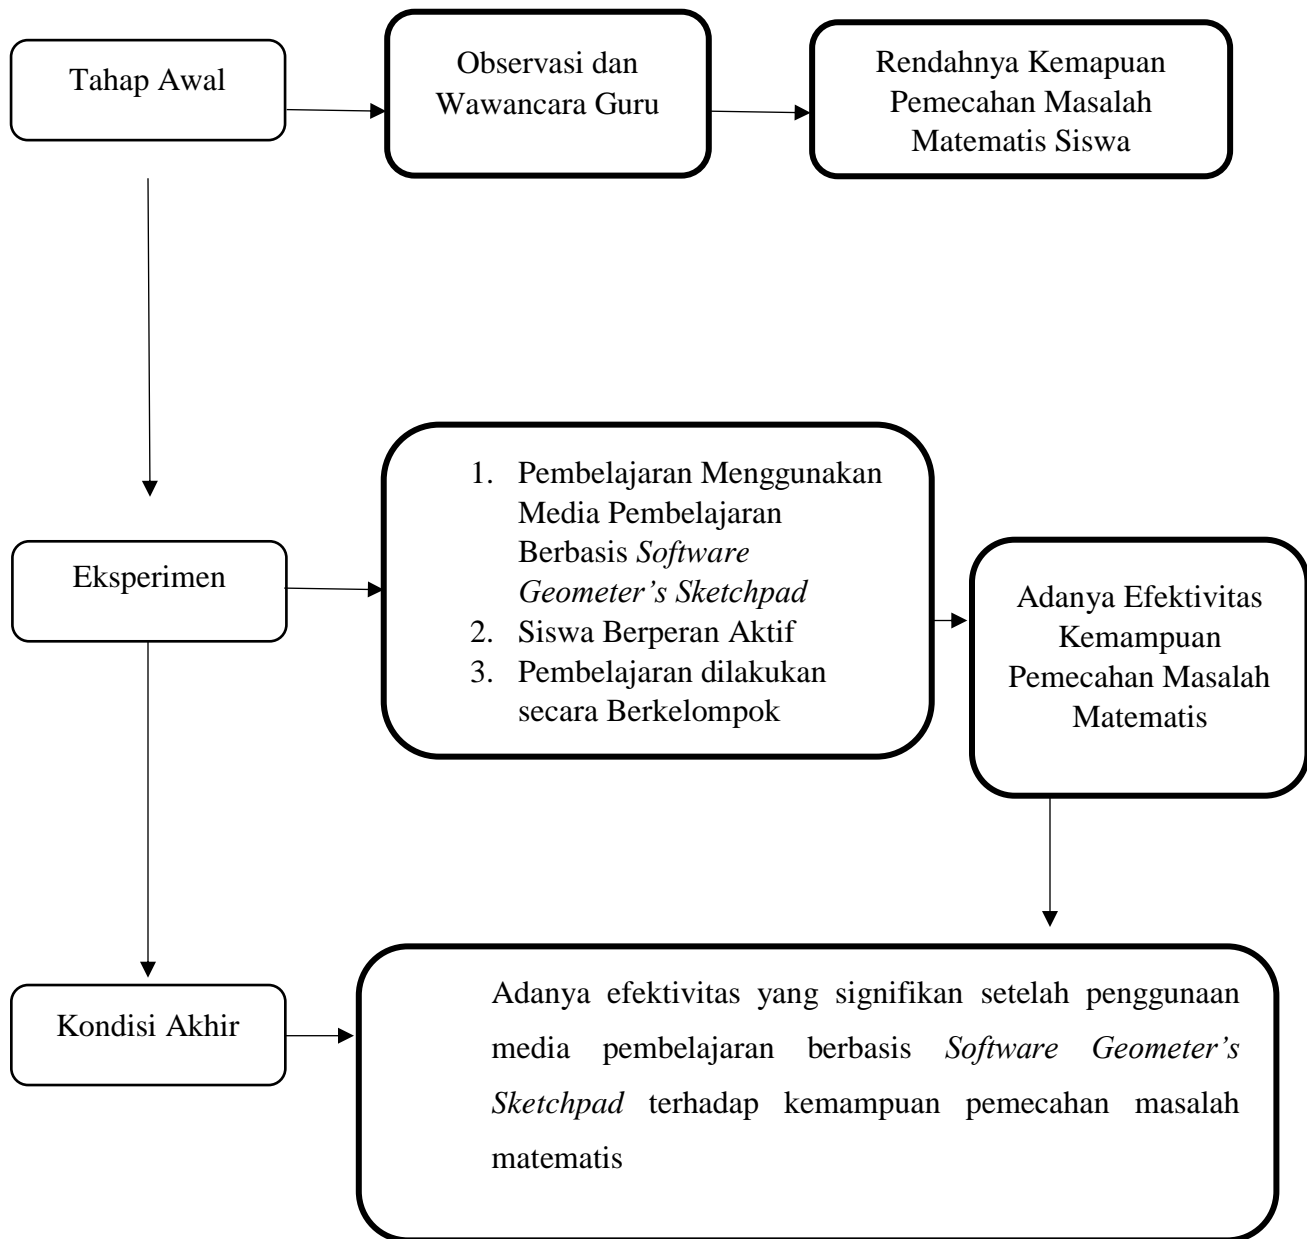 Tahap Awal
Observasi dan
Wawancara Guru
Rendahnya Kemapuan
Pemecahan Masalah
Matematis Siswa
Eksperimen
1. Pembelajaran Menggunakan
Media Pembelajaran
Berbasis Software
Geometer’s Sketchpad
2. Siswa Berperan Aktif
3. Pembelajaran dilakukan
secara Berkelompok
Adanya Efektivitas
Kemampuan
Pemecahan Masalah
Matematis
Kondisi Akhir
Adanya efektivitas yang signifikan setelah penggunaan
media pembelajaran berbasis Software Geometer’s
Sketchpad terhadap kemampuan pemecahan masalah
matematis